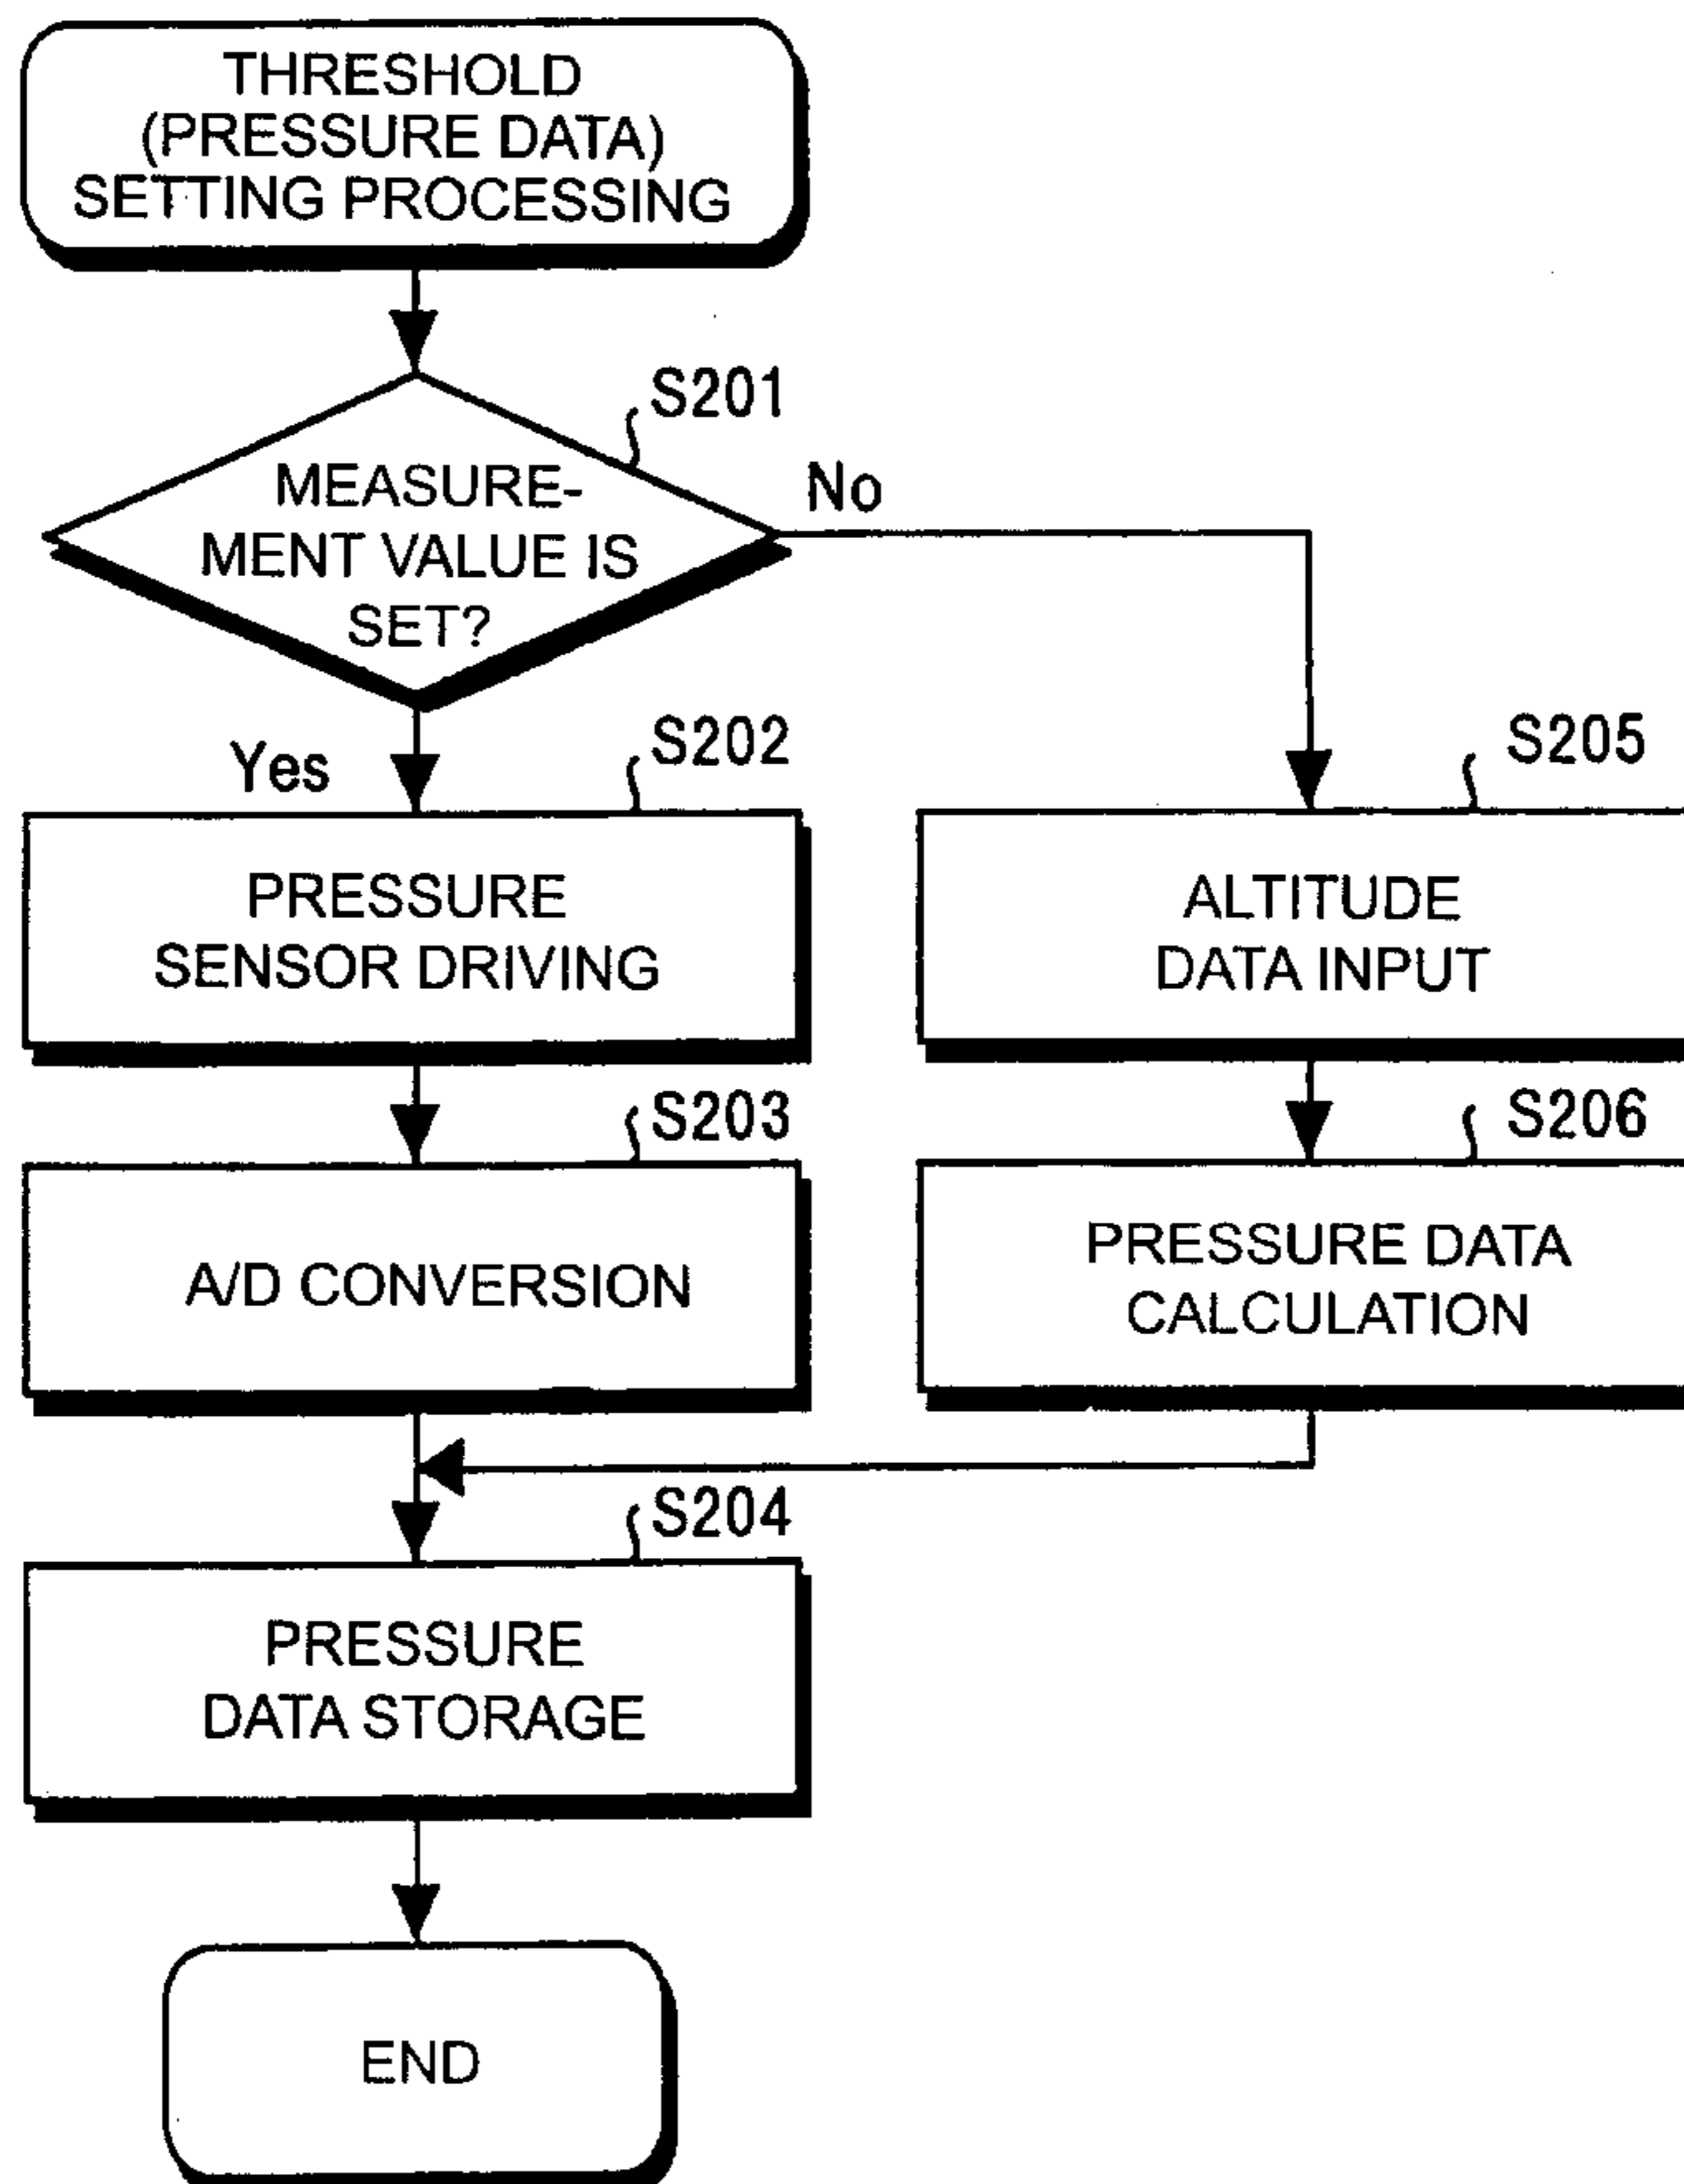 THRESHOLD
(PRESSURE DATA)
SETTING PROCESSING
S201
MEASURE-
MENT VALUE IS
SET?
No
Yes
S202
PRESSURE
SENSOR DRIVING
S205
ALTITUDE
DATA INPUT
S203
A/D CONVERSION
S206
PRESSURE DATA
CALCULATION
S204
PRESSURE
DATA STORAGE
END